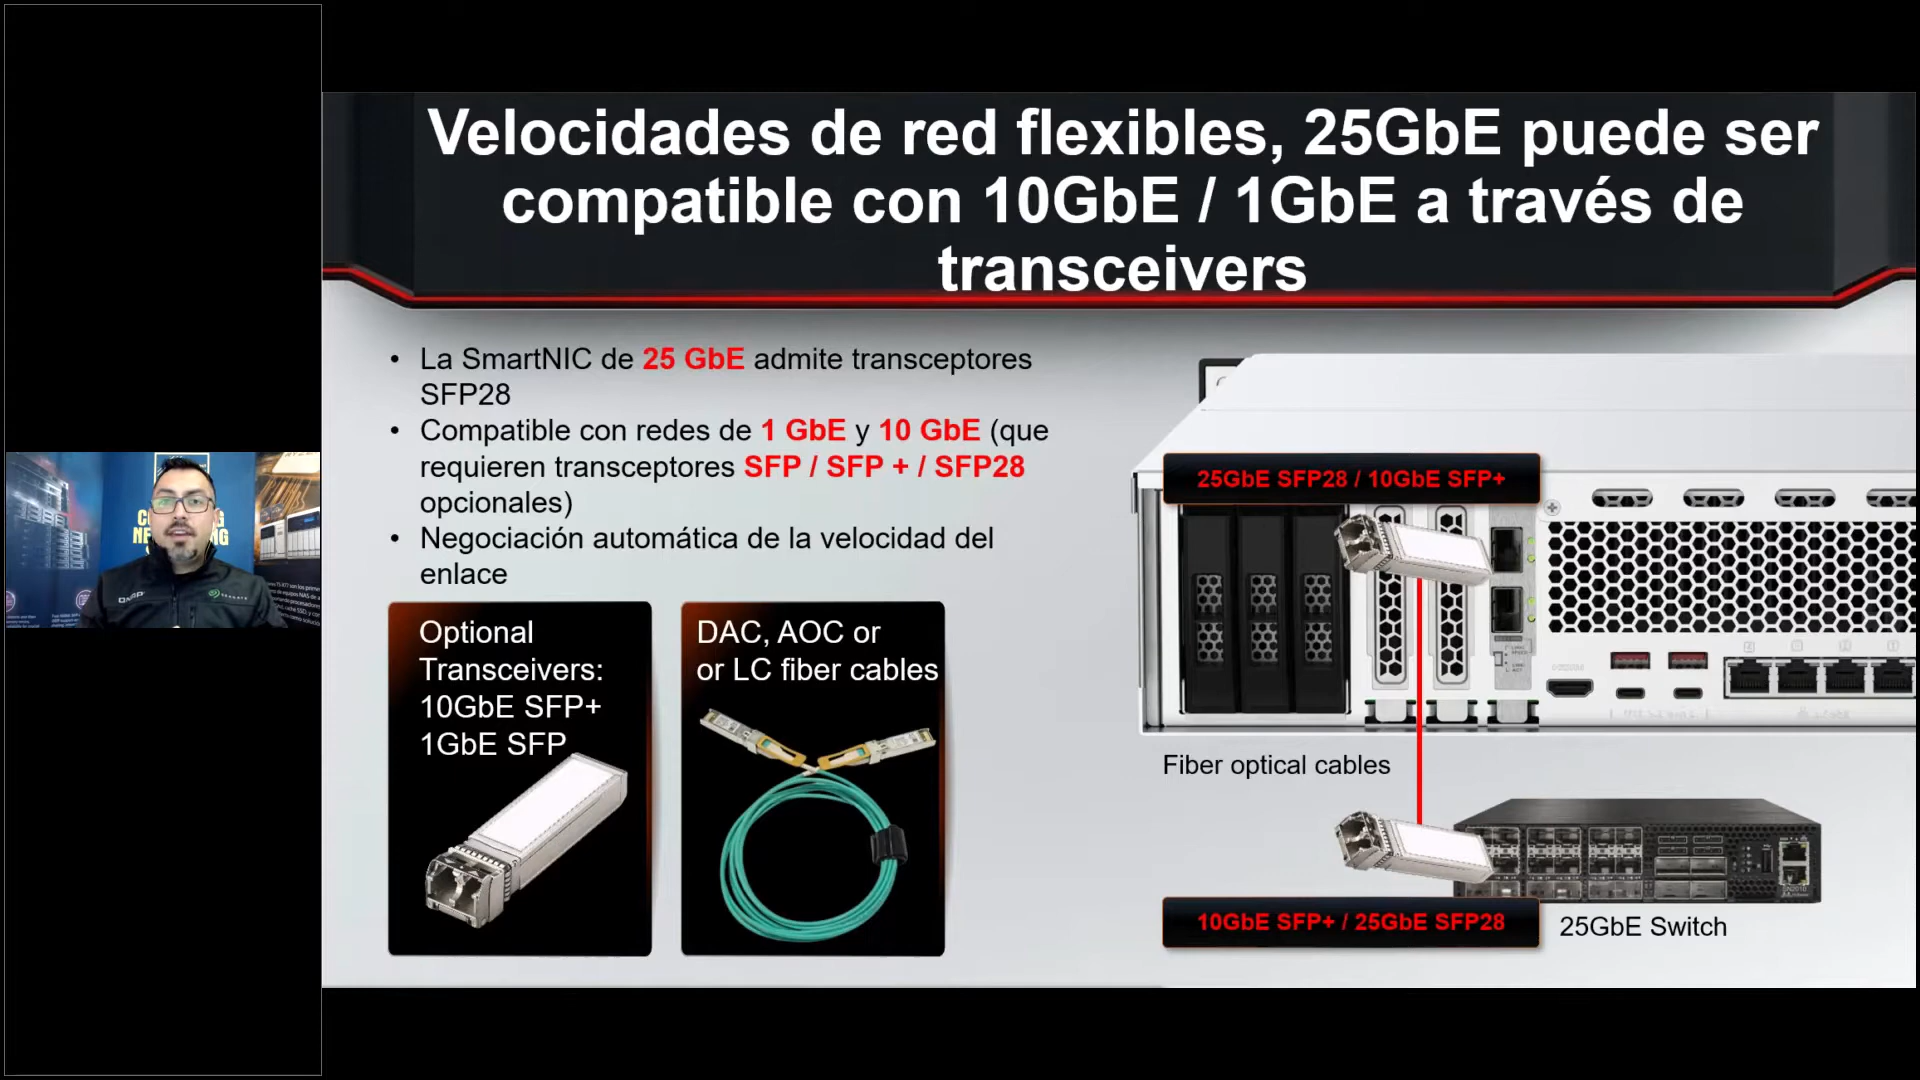 Velocidades de red flexibles, 25GbE puede ser
compatible con 10GbE / 1GbE a través de
transceivers
• La SmartNIC de 25 GbE admite transceptores
SFP28
• Compatible con redes de 1 GbE y 10 GbE (que
requieren transceptores SFP / SFP + / SFP28
opcionales)
• Negociación automática de la velocidad del
enlace
Optional
Transceivers:
10GbE SFP+
1GbE SFP
DAC, AOC or
or LC fiber cables
25GbE SFP28 / 10GbE SFP+
Fiber optical cables
10GbE SFP+ / 25GbE SFP28
25GbE Switch